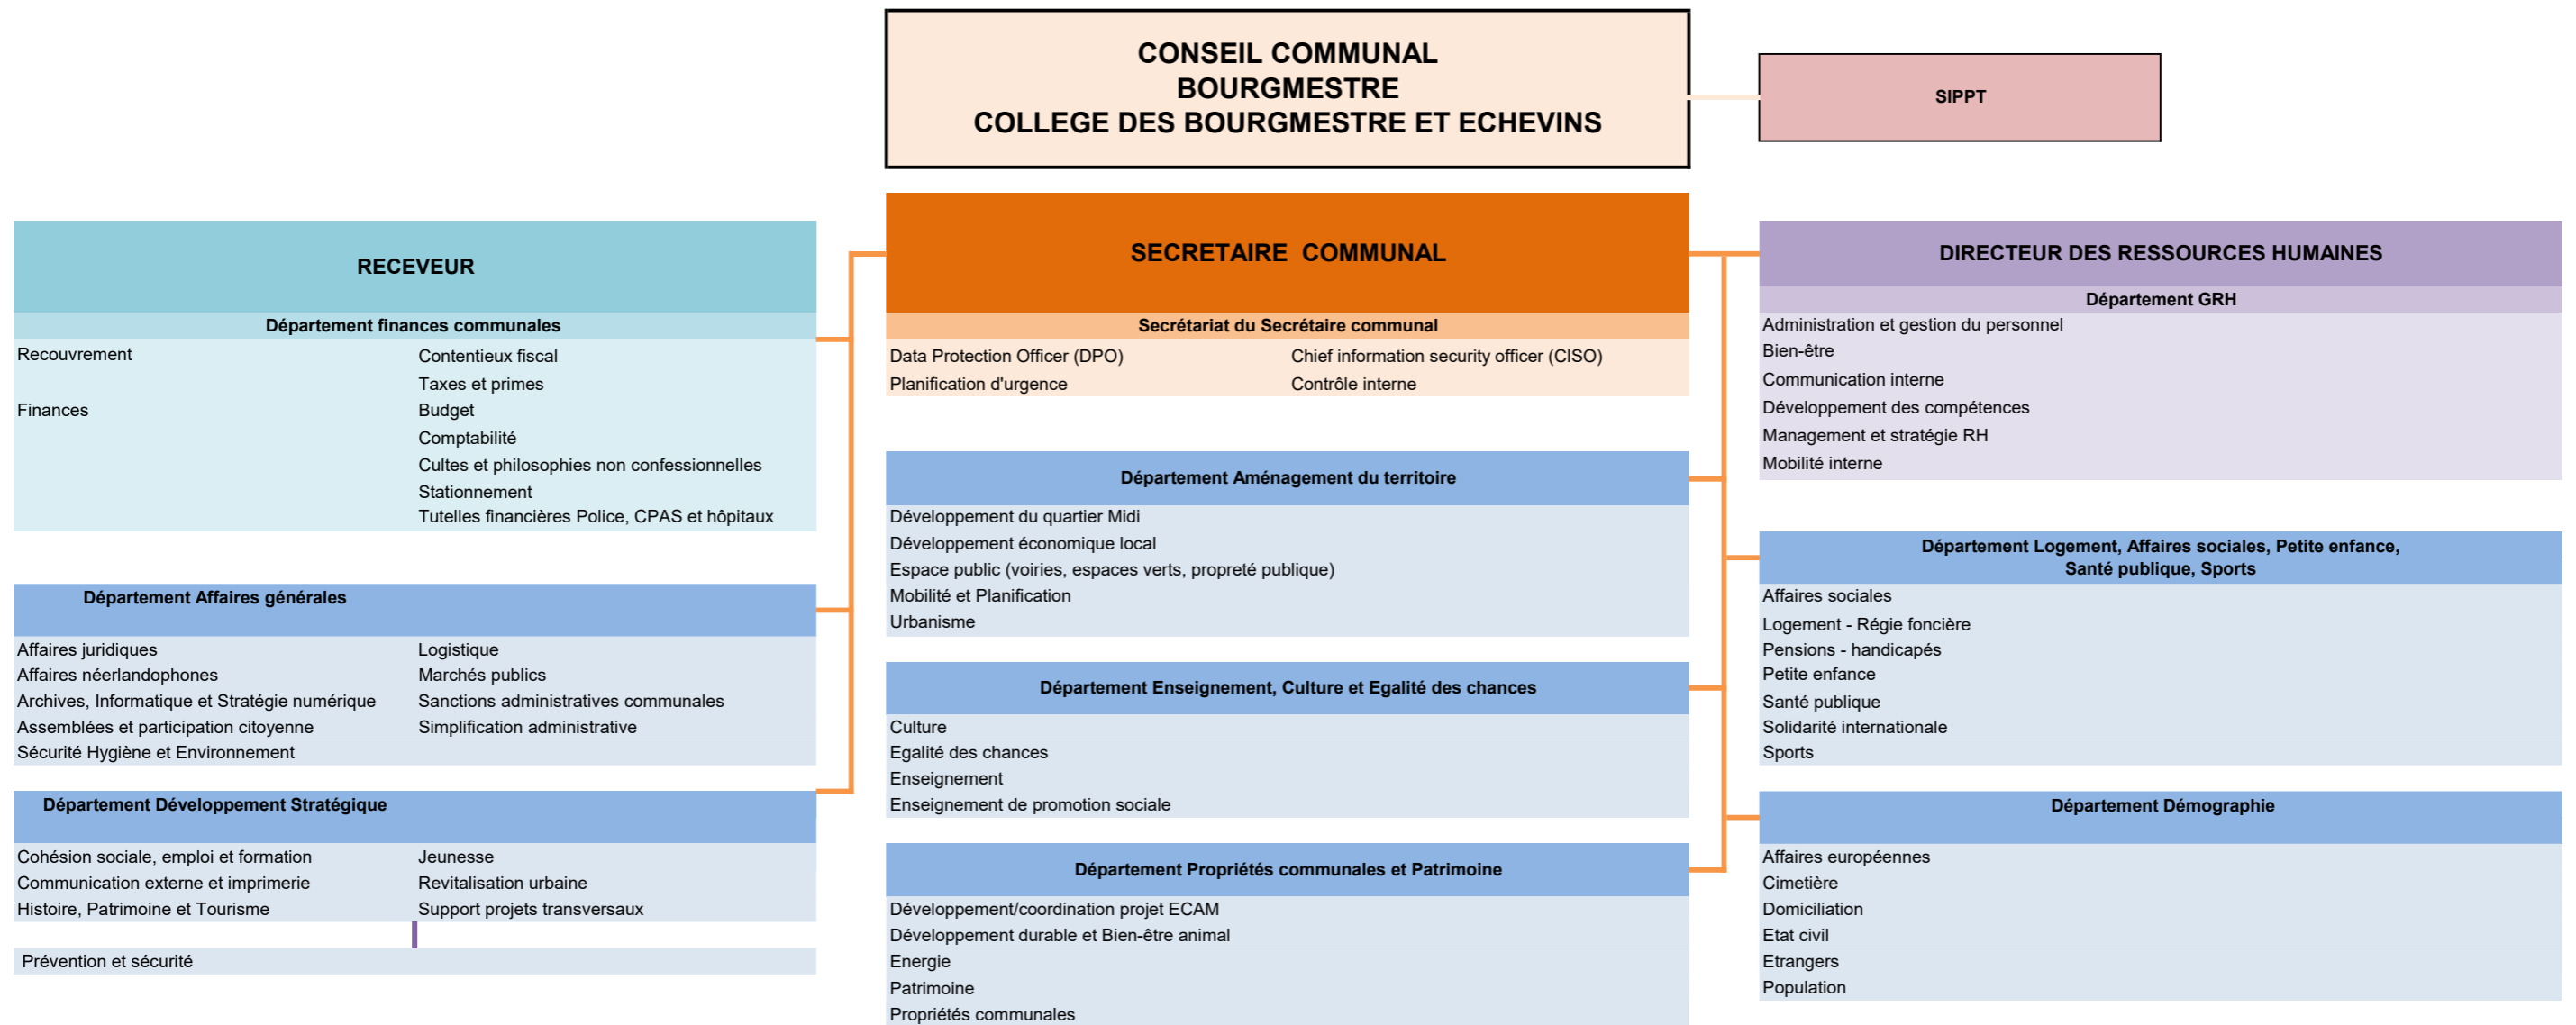 CONSEIL COMMUNAL
BOURGMESTRE
COLLEGE DES BOURGMESTRE ET ECHEVINS
SIPPT
RECEVEUR
Département finances communales
Recouvrement
Contentieux fiscal
Taxes et primes
Finances
Budget
Comptabilité
Cultes et philosophies non confessionnelles
Stationnement
Tutelles financières Police, CPAS et hôpitaux
Département Affaires générales
Affaires juridiques
Logistique
Affaires néerlandophones
Marchés publics
Archives, Informatique et Stratégie numérique
Sanctions administratives communales
Assemblées et participation citoyenne
Simplification administrative
Sécurité Hygiène et Environnement
Département Développement Stratégique
Cohésion sociale, emploi et formation
Jeunesse
Communication externe et imprimerie
Revitalisation urbaine
Histoire, Patrimoine et Tourisme
Support projets transversaux
Prévention et sécurité
SECRETAIRE COMMUNAL
Secrétariat du Secrétaire communal
Data Protection Officer (DPO)
Chief information security officer (CISO)
Planification d'urgence
Contrôle interne
Département Aménagement du territoire
Développement du quartier Midi
Développement économique local
Espace public (voiries, espaces verts, propreté publique)
Mobilité et Planification
Urbanisme
Département Enseignement, Culture et Egalité des chances
Culture
Egalité des chances
Enseignement
Enseignement de promotion sociale
Département Propriétés communales et Patrimoine
Développement/coordination projet ECAM
Développement durable et Bien-être animal
Energie
Patrimoine
Propriétés communales
DIRECTEUR DES RESSOURCES HUMAINES
Département GRH
Administration et gestion du personnel
Bien-être
Communication interne
Développement des compétences
Management et stratégie RH
Mobilité interne
Département Logement, Affaires sociales, Petite enfance,
Santé publique, Sports
Affaires sociales
Logement - Régie foncière
Pensions - handicapés
Petite enfance
Santé publique
Solidarité internationale
Sports
Département Démographie
Affaires européennes
Cimetière
Domiciliation
Etat civil
Etrangers
Population